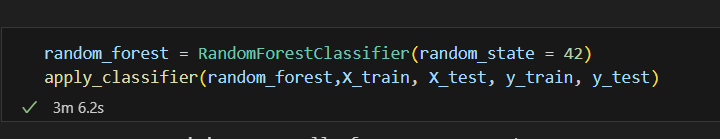 random_forest = RandomForestClassifier(random_state = 42)
apply_classifier(random_forest,X_train, X_test, y_train, y_test)
3m 6.2s